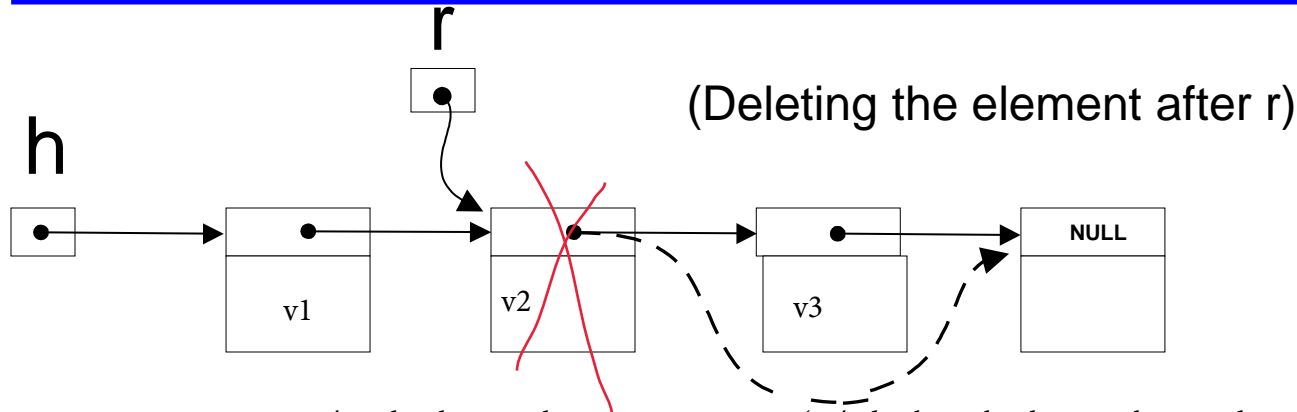 r
(Deleting the element after r)
h
NULL
v1
v2
v3